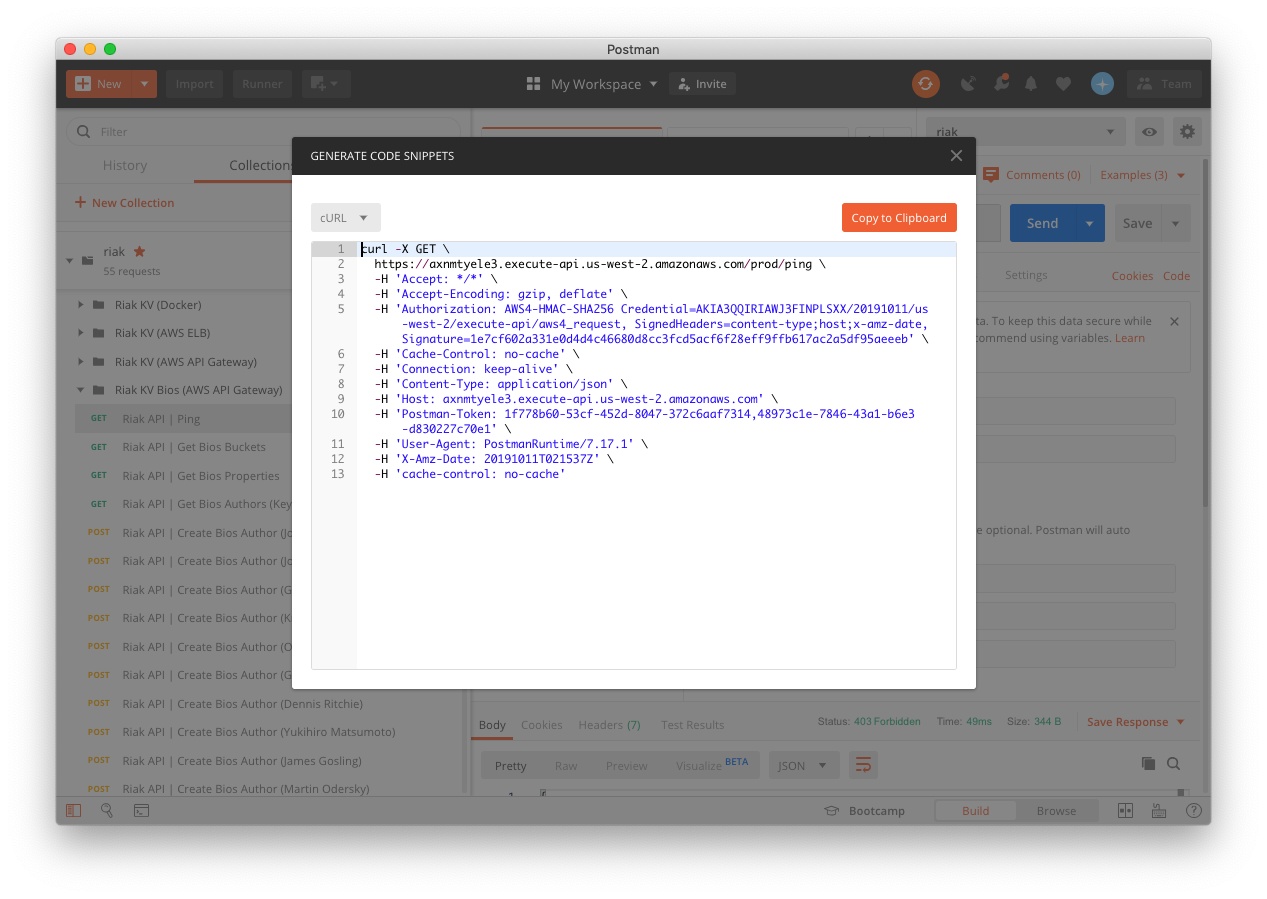 Postman
New
Import
Runner
My Workspace
Invite
Team
Filter
riak
History
Collections
GENERATE CODE SNIPPETS
Comments (0)
Examples (3)
New Collection
cURL
Copy to Clipboard
Send
Save
riak
55 requests
Settings
Cookies
Code
1 curl -X GET \
2 https://axnmtyele3.execute-api.us-west-2.amazonaws.com/prod/ping \
3 -H 'Accept: */*' \
4 -H 'Accept-Encoding: gzip, deflate' \
5 -H 'Authorization: AWS4-HMAC-SHA256 Credential=AKIA3QQIRIAWJ3FINPLSXX/20191011/us
-west-2/execute-api/aws4_request, SignedHeaders=content-type;host;x-amz-date,
Signature=1e7cf602a331e0d4d4c46680d8cc3fcd5acf6f28eff9ffb617ac2a5df95aeeeb' \
6 -H 'Cache-Control: no-cache' \
7 -H 'Connection: keep-alive' \
8 -H 'Content-Type: application/json' \
9 -H 'Host: axnmtyele3.execute-api.us-west-2.amazonaws.com' \
10 -H 'Postman-Token: 1f778b60-53cf-452d-8047-372c6aaf7314,48973c1e-7846-43a1-b6e3
-d830227c70e1' \
11 -H 'User-Agent: PostmanRuntime/7.17.1' \
12 -H 'X-Amz-Date: 20191011T021537Z' \
13 -H 'cache-control: no-cache'
Riak KV (Docker)
Riak KV (AWS ELB)
Riak KV (AWS API Gateway)
Riak KV Bios (AWS API Gateway)
GET Riak API | Ping
GET Riak API | Get Bios Buckets
GET Riak API | Get Bios Properties
GET Riak API | Get Bios Authors (Key
POST Riak API | Create Bios Author (Jo
POST Riak API | Create Bios Author (Jo
POST Riak API | Create Bios Author (G
POST Riak API | Create Bios Author (K
POST Riak API | Create Bios Author (O
POST Riak API | Create Bios Author (G
POST Riak API | Create Bios Author (Dennis Ritchie)
POST Riak API | Create Bios Author (Yukihiro Matsumoto)
POST Riak API | Create Bios Author (James Gosling)
POST Riak API | Create Bios Author (Martin Odersky)
ta. To keep this data secure while
commend using variables. Learn
e optional. Postman will auto
Body
Cookies
Headers (7)
Test Results
Status: 403 Forbidden
Time: 49ms
Size: 344 B
Save Response
Pretty
Raw
Preview
Visualize BETA
JSON
Bootcamp
Build
Browse